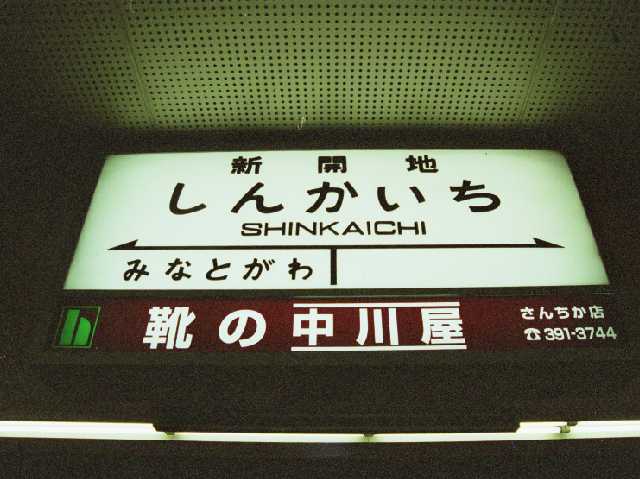 新開地
しんかいち
SHINKAICHI
みなとがわ
h 靴の中川屋
さんちか店
☎391-3744